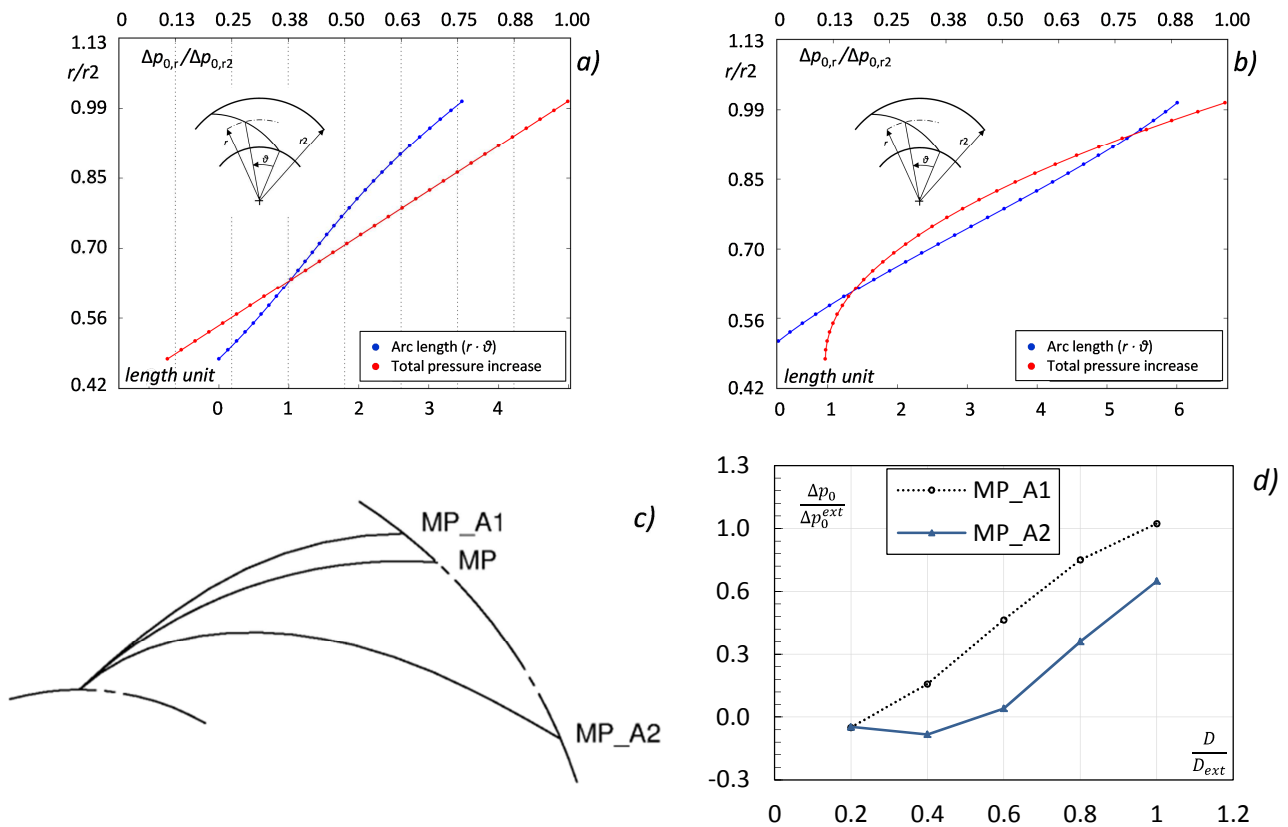 0.00 0.13 0.25 0.38 0.50 0.63 0.75 0.88 1.00
1.13
r/r2
0.99
0.85
0.70
0.56
0.42
Δp0,r/Δp0,r2
a)
r
r2
ϑ
Arc length (r · ϑ)
Total pressure increase
length unit
0 1 2 3 4 5
0.00 0.13 0.25 0.38 0.50 0.63 0.75 0.88 1.00
1.13
r/r2
0.99
0.85
0.70
0.56
0.42
Δp0,r/Δp0,r2
b)
r
r2
ϑ
Arc length (r · ϑ)
Total pressure increase
length unit
0 1 2 3 4 5 6
c)
MP_A1
MP
MP_A2
d)
1.3
1.0
0.6
0.3
0.0
-0.3
Δp0
Δp0ext
MP_A1
MP_A2
D
Dext
0 0.2 0.4 0.6 0.8 1 1.2